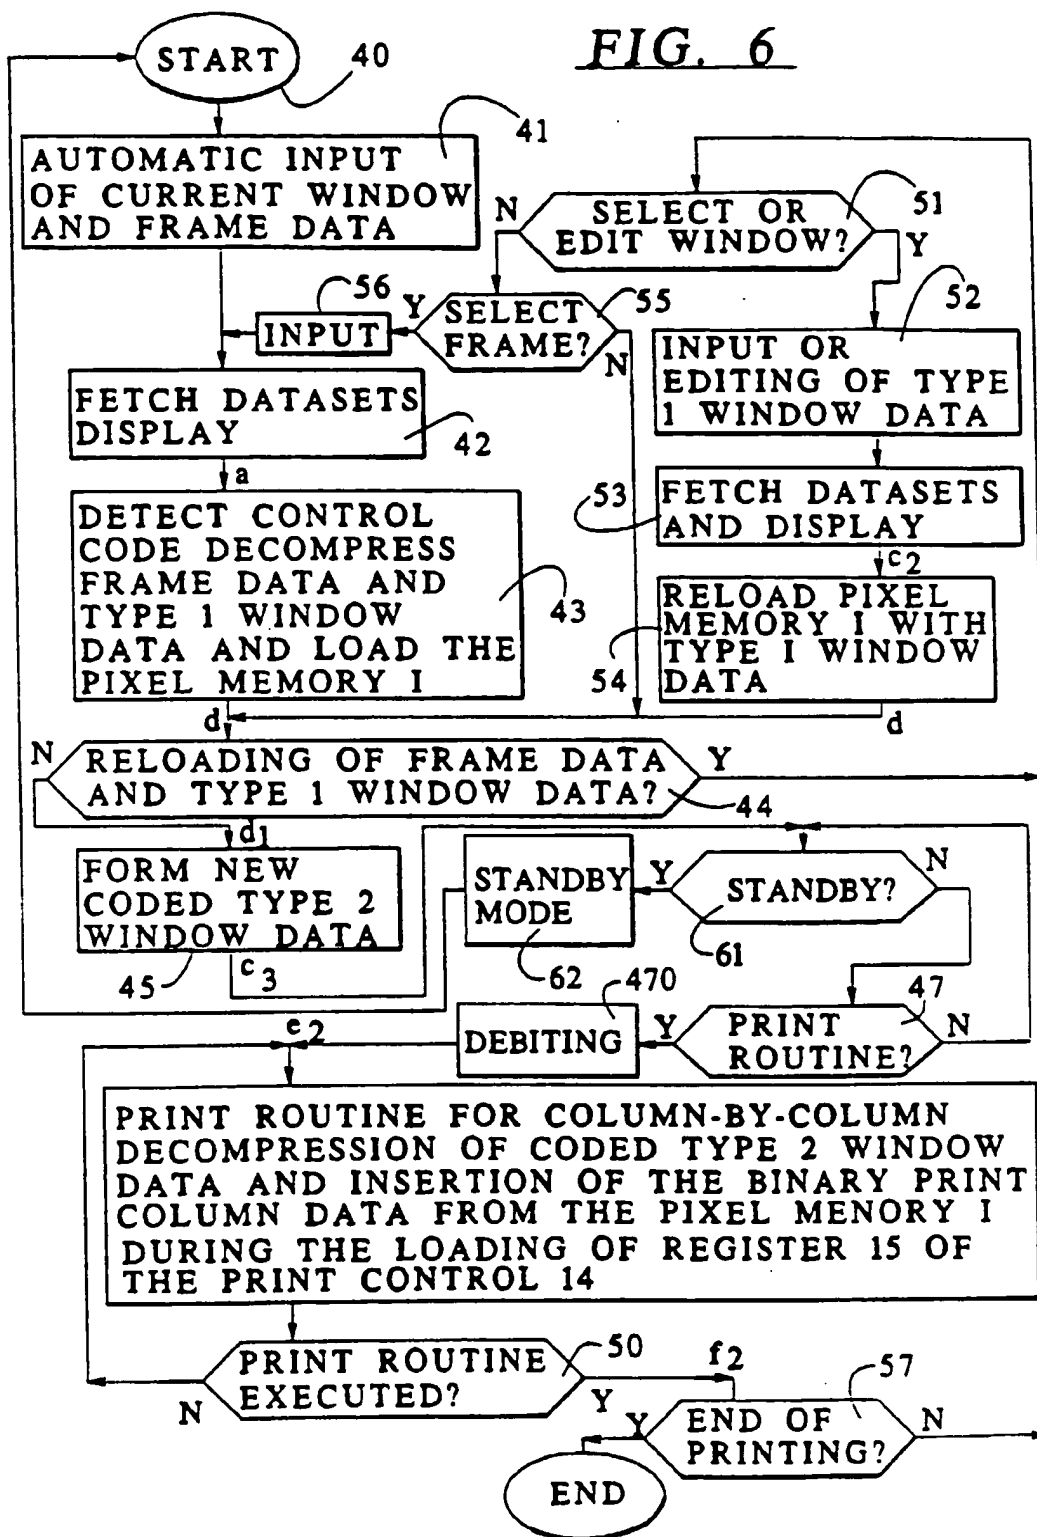 FIG. 6
START
40
41
AUTOMATIC INPUT
OF CURRENT WINDOW
AND FRAME DATA
N
SELECT OR
EDIT WINDOW?
51
Y
56
INPUT
Y
SELECT
FRAME?
55
N
52
INPUT OR
EDITING OF TYPE
1 WINDOW DATA
FETCH DATASETS
DISPLAY
42
a
53
FETCH DATASETS
AND DISPLAY
c2
DETECT CONTROL
CODE DECOMPRESS
FRAME DATA AND
TYPE 1 WINDOW
DATA AND LOAD THE
PIXEL MEMORY I
43
RELOAD PIXEL
MEMORY I WITH
TYPE I WINDOW
DATA
54
d
d
N
RELOADING OF FRAME DATA
AND TYPE 1 WINDOW DATA?
Y
44
d1
FORM NEW
CODED TYPE 2
WINDOW DATA
45
c3
STANDBY
MODE
62
Y
STANDBY?
N
61
470
DEBITING
Y
PRINT
ROUTINE?
47
N
e2
PRINT ROUTINE FOR COLUMN-BY-COLUMN
DECOMPRESSION OF CODED TYPE 2 WINDOW
DATA AND INSERTION OF THE BINARY PRINT
COLUMN DATA FROM THE PIXEL MENORY I
DURING THE LOADING OF REGISTER 15 OF
THE PRINT CONTROL 14
PRINT ROUTINE
EXECUTED?
50
N
Y
f2
57
Y
END OF
PRINTING?
N
END